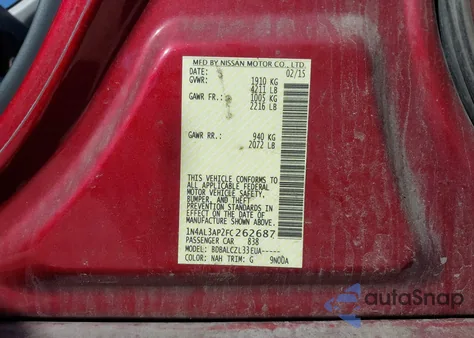 MFD BY NISSAN MOTOR CO., LTD.
DATE: 02/15
GVWR: 1910 KG
4211 LB
GAWR FR.: 1005 KG
2216 LB
GAWR RR.: 940 KG
2072 LB
THIS VEHICLE CONFORMS TO
ALL APPLICABLE FEDERAL
MOTOR VEHICLE SAFETY,
BUMPER, AND THEFT
PREVENTION STANDARDS IN
EFFECT ON THE DATE OF
MANUFACTURE SHOWN ABOVE.
1N4AL3AP2FC262687
PASSENGER CAR 838
MODEL: BDBALCZL33EUA-----
COLOR: NAH TRIM: G 9N00A
autoSnap